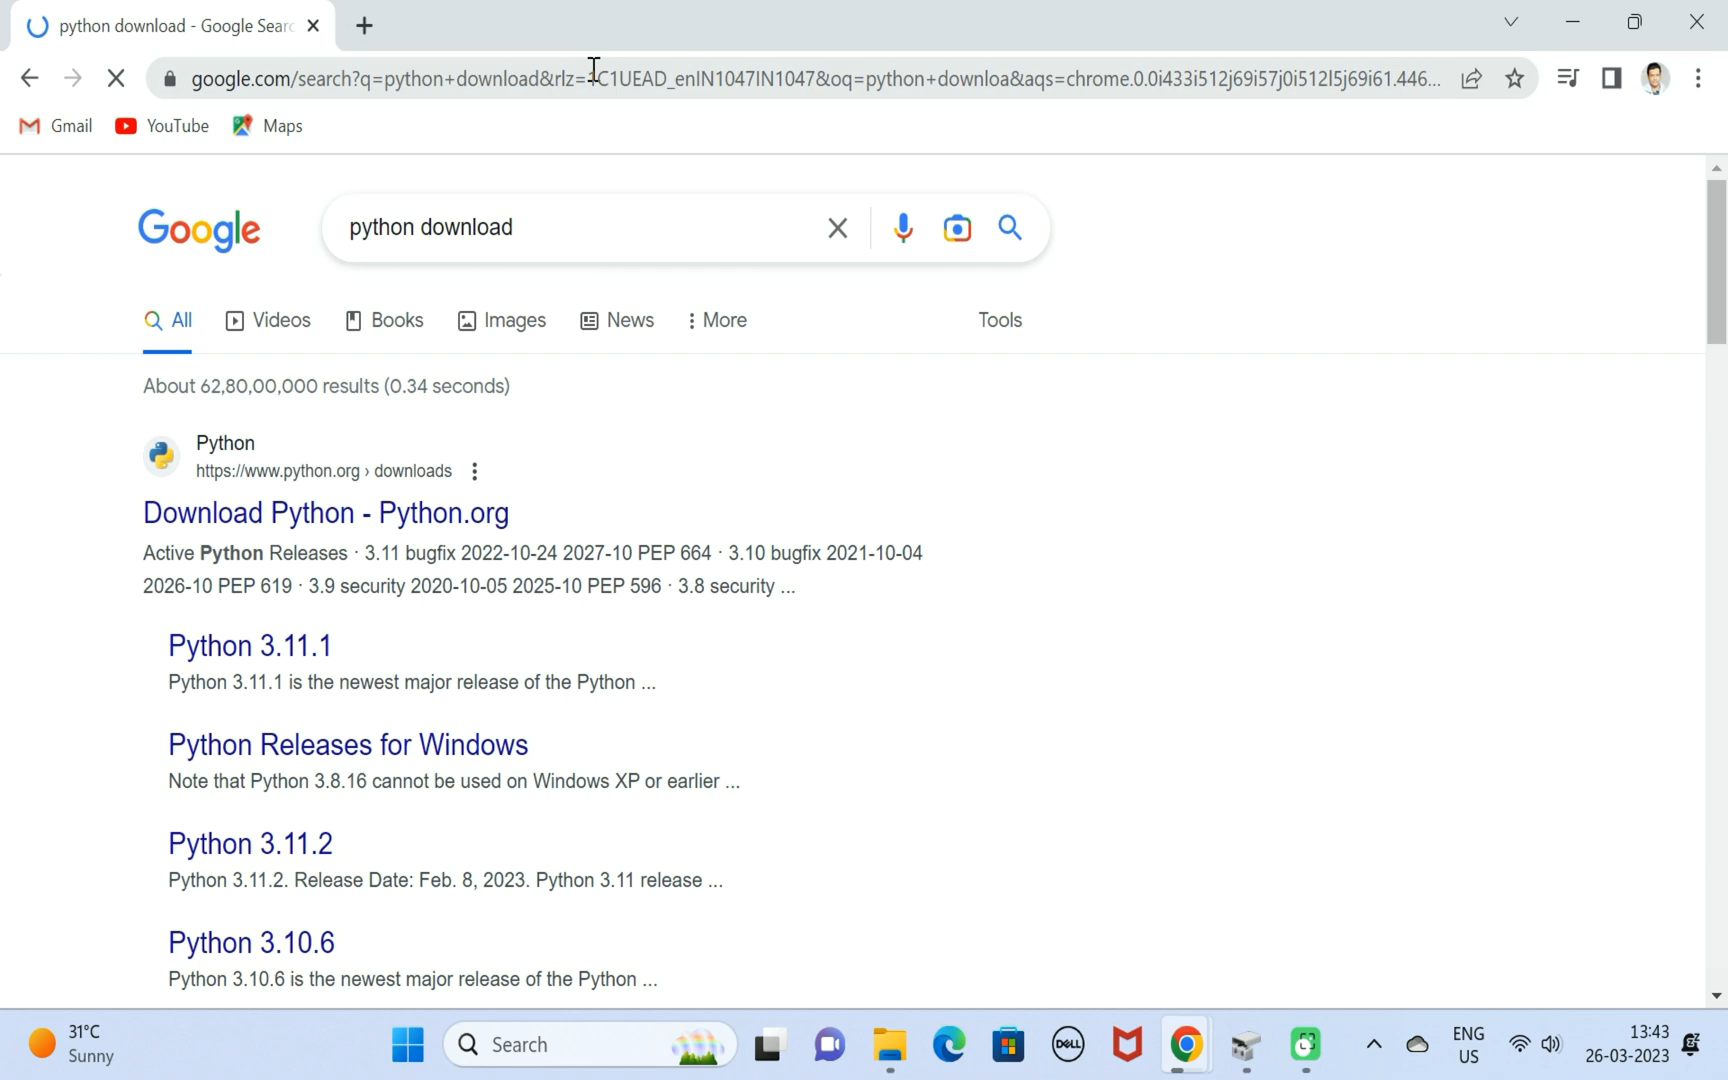 python download - Google Searc
google.com/search?q=python+download&rlz=1C1UEAD_enIN1047IN1047&oq=python+downloa&aqs=chrome.0.0i433i512j69i57j0i512l5j69i61.446...
Gmail YouTube Maps
Google python download
All Videos Books Images News More Tools
About 62,80,00,000 results (0.34 seconds)
Python
https://www.python.org › downloads
Download Python - Python.org
Active Python Releases · 3.11 bugfix 2022-10-24 2027-10 PEP 664 · 3.10 bugfix 2021-10-04
2026-10 PEP 619 · 3.9 security 2020-10-05 2025-10 PEP 596 · 3.8 security ...
Python 3.11.1
Python 3.11.1 is the newest major release of the Python ...
Python Releases for Windows
Note that Python 3.8.16 cannot be used on Windows XP or earlier ...
Python 3.11.2
Python 3.11.2. Release Date: Feb. 8, 2023. Python 3.11 release ...
Python 3.10.6
Python 3.10.6 is the newest major release of the Python ...
31°C
Sunny
Search
DELL
ENG
US
13:43
26-03-2023